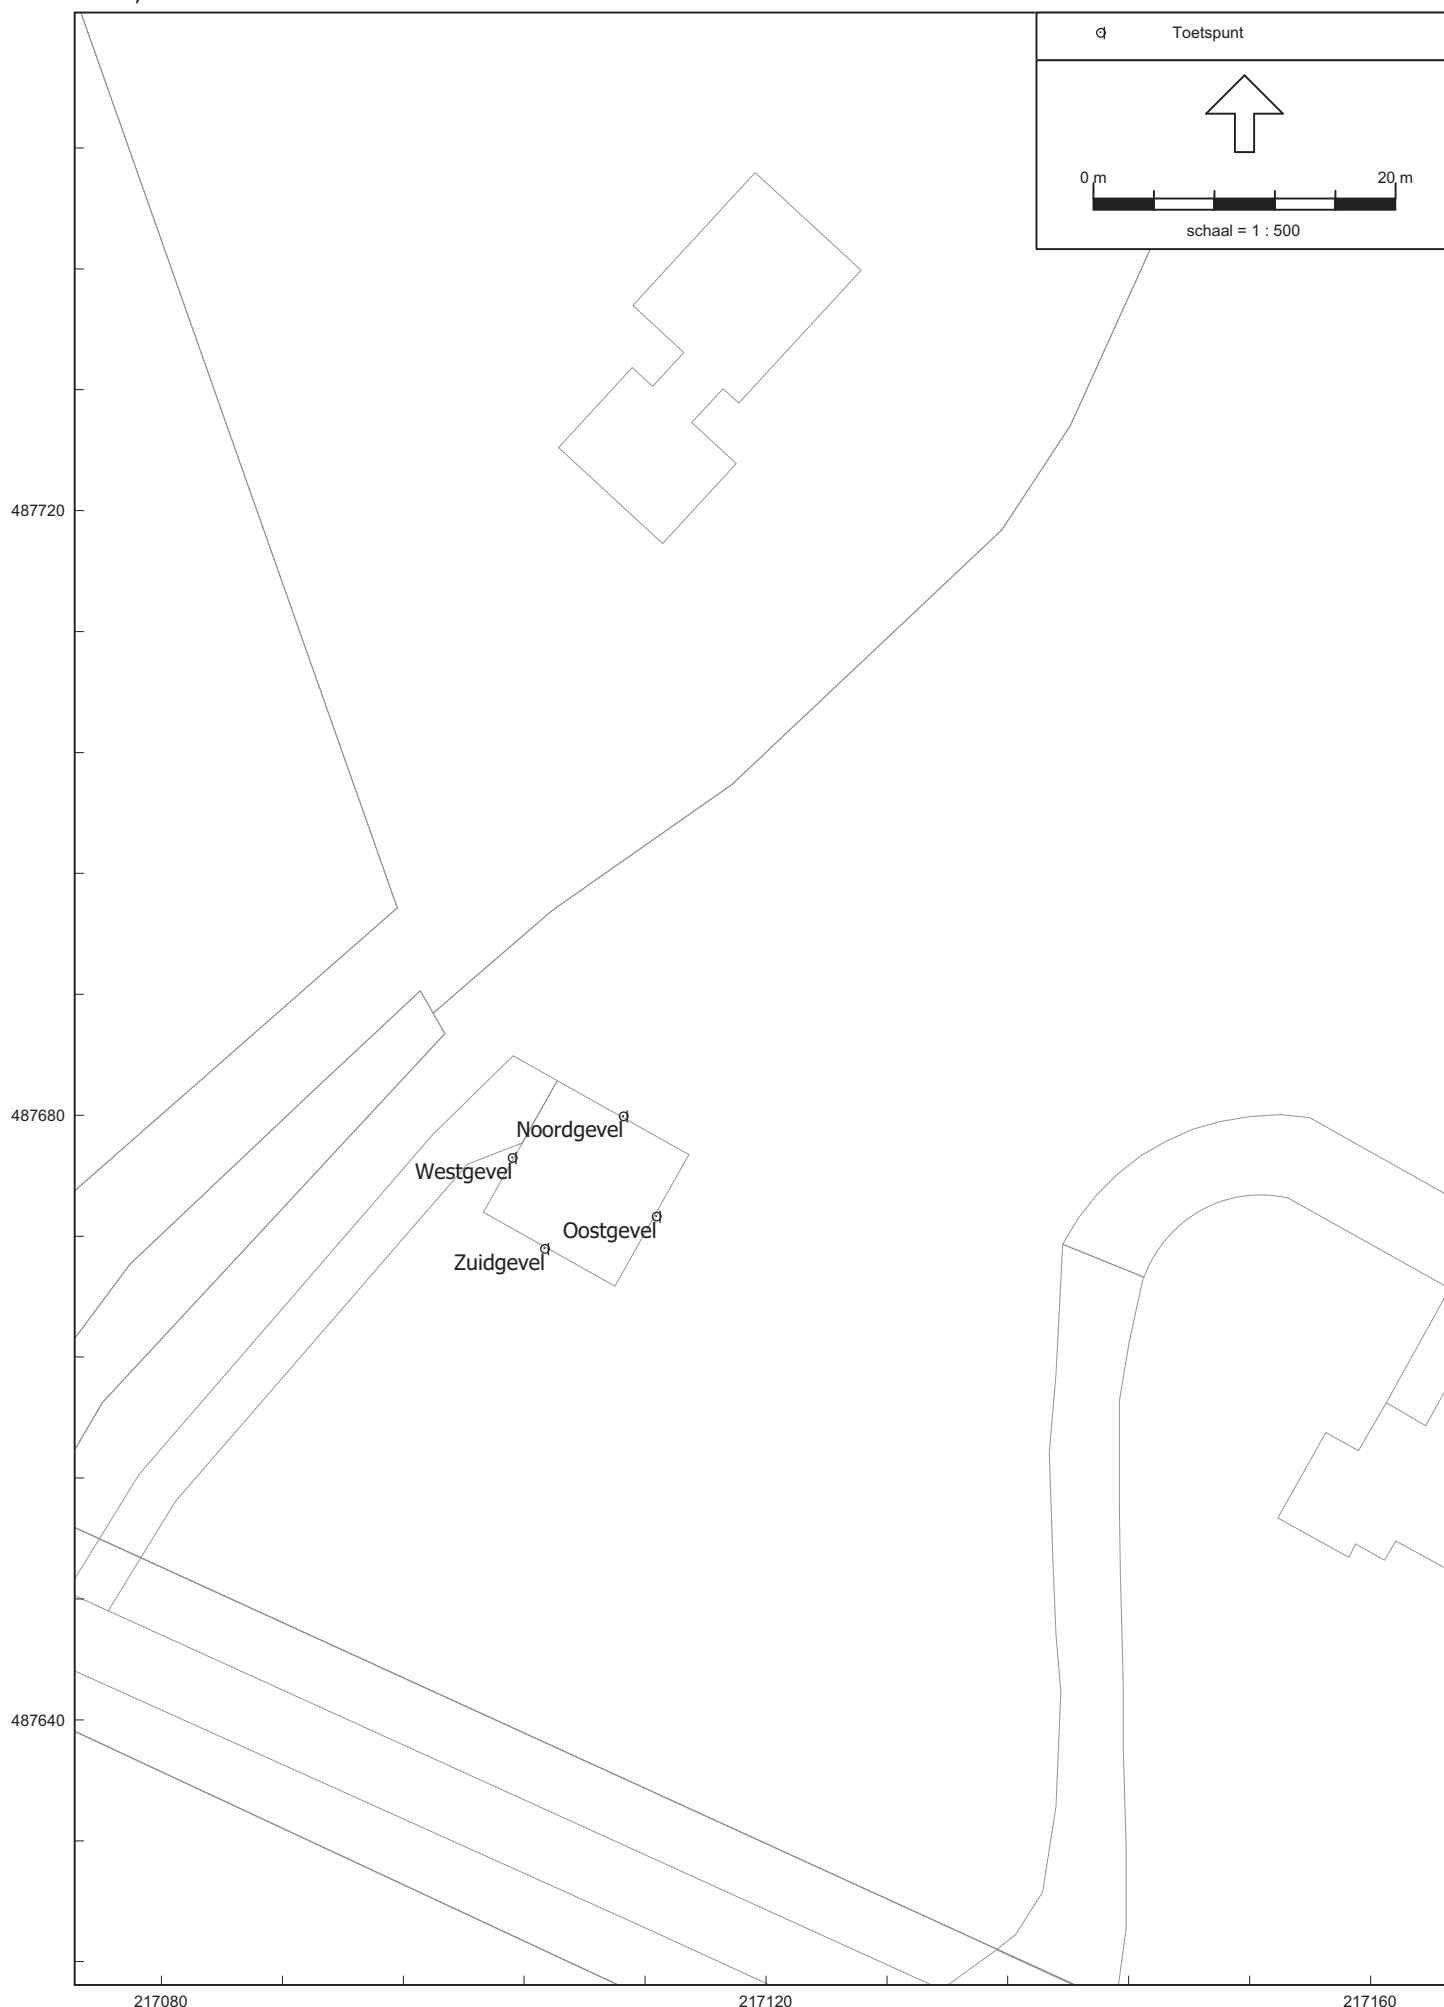 Toetspunt
0 m 20 m
schaal = 1 : 500
487720
487680
Noordgevel
Westgevel
Oostgevel
Zuidgevel
487640
217080 217120 217160